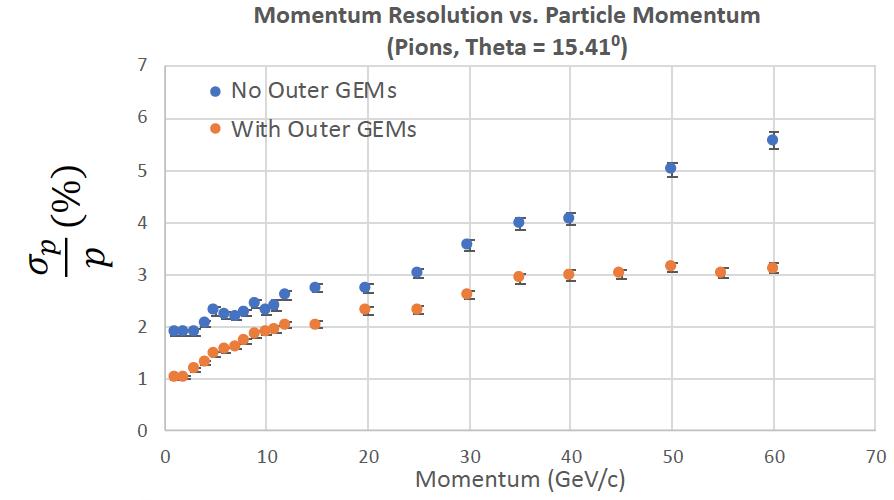 Momentum Resolution vs. Particle Momentum
(Pions, Theta = 15.41⁰)
7
No Outer GEMs
6
With Outer GEMs
5
σp/p (%)
4
3
2
1
0
0 10 20 30 40 50 60 70
Momentum (GeV/c)